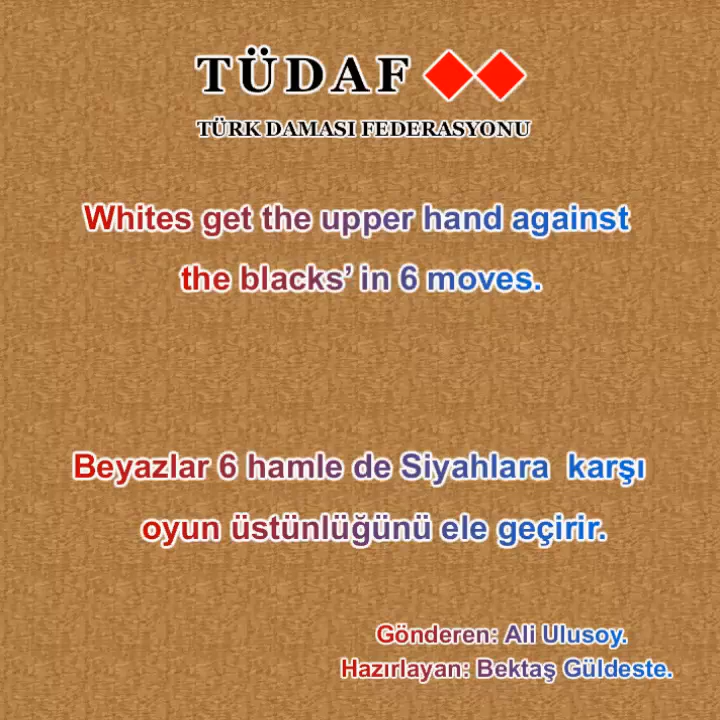 TÜDAF
TÜRK DAMASI FEDERASYONU
Whites get the upper hand against
the blacks’ in 6 moves.
Beyazlar 6 hamle de Siyahlara karşı
oyun üstünlüğünü ele geçirir.
Gönderen: Ali Ulusoy.
Hazırlayan: Bektaş Güldeste.